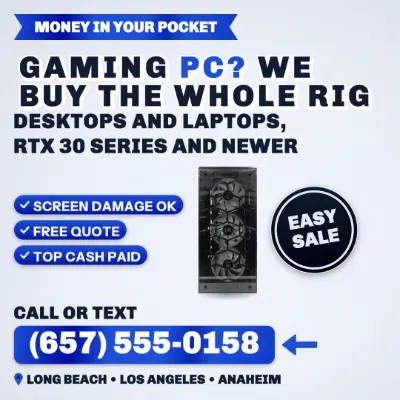 MONEY IN YOUR POCKET
GAMING PC? WE
BUY THE WHOLE RIG
DESKTOPS AND LAPTOPS,
RTX 30 SERIES AND NEWER
SCREEN DAMAGE OK
FREE QUOTE
TOP CASH PAID
EASY
SALE
CALL OR TEXT
(657) 555-0158
LONG BEACH • LOS ANGELES • ANAHEIM